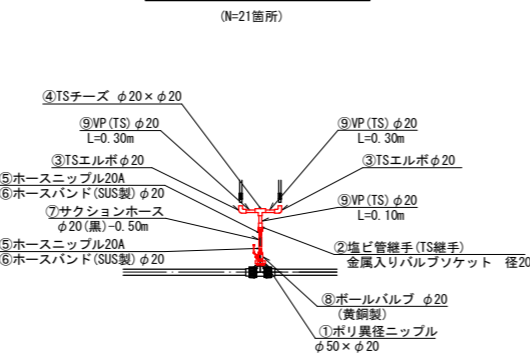 (N=21箇所)
④TSチーズ φ20×φ20
⑨VP(TS)φ20
L=0.30m
⑨VP(TS)φ20
L=0.30m
③TSエルボφ20
③TSエルボφ20
⑤ホースニップル20A
⑥ホースバンド(SUS製)φ20
⑨VP(TS)φ20
L=0.10m
⑦サクションホース
φ20(黒)-0.50m
②塩ビ管継手(TS継手)
金属入りバルブソケット 径20
⑤ホースニップル20A
⑥ホースバンド(SUS製)φ20
⑧ボールバルブ φ20
(黄銅製)
①ポリ異径ニップル
φ50×φ20